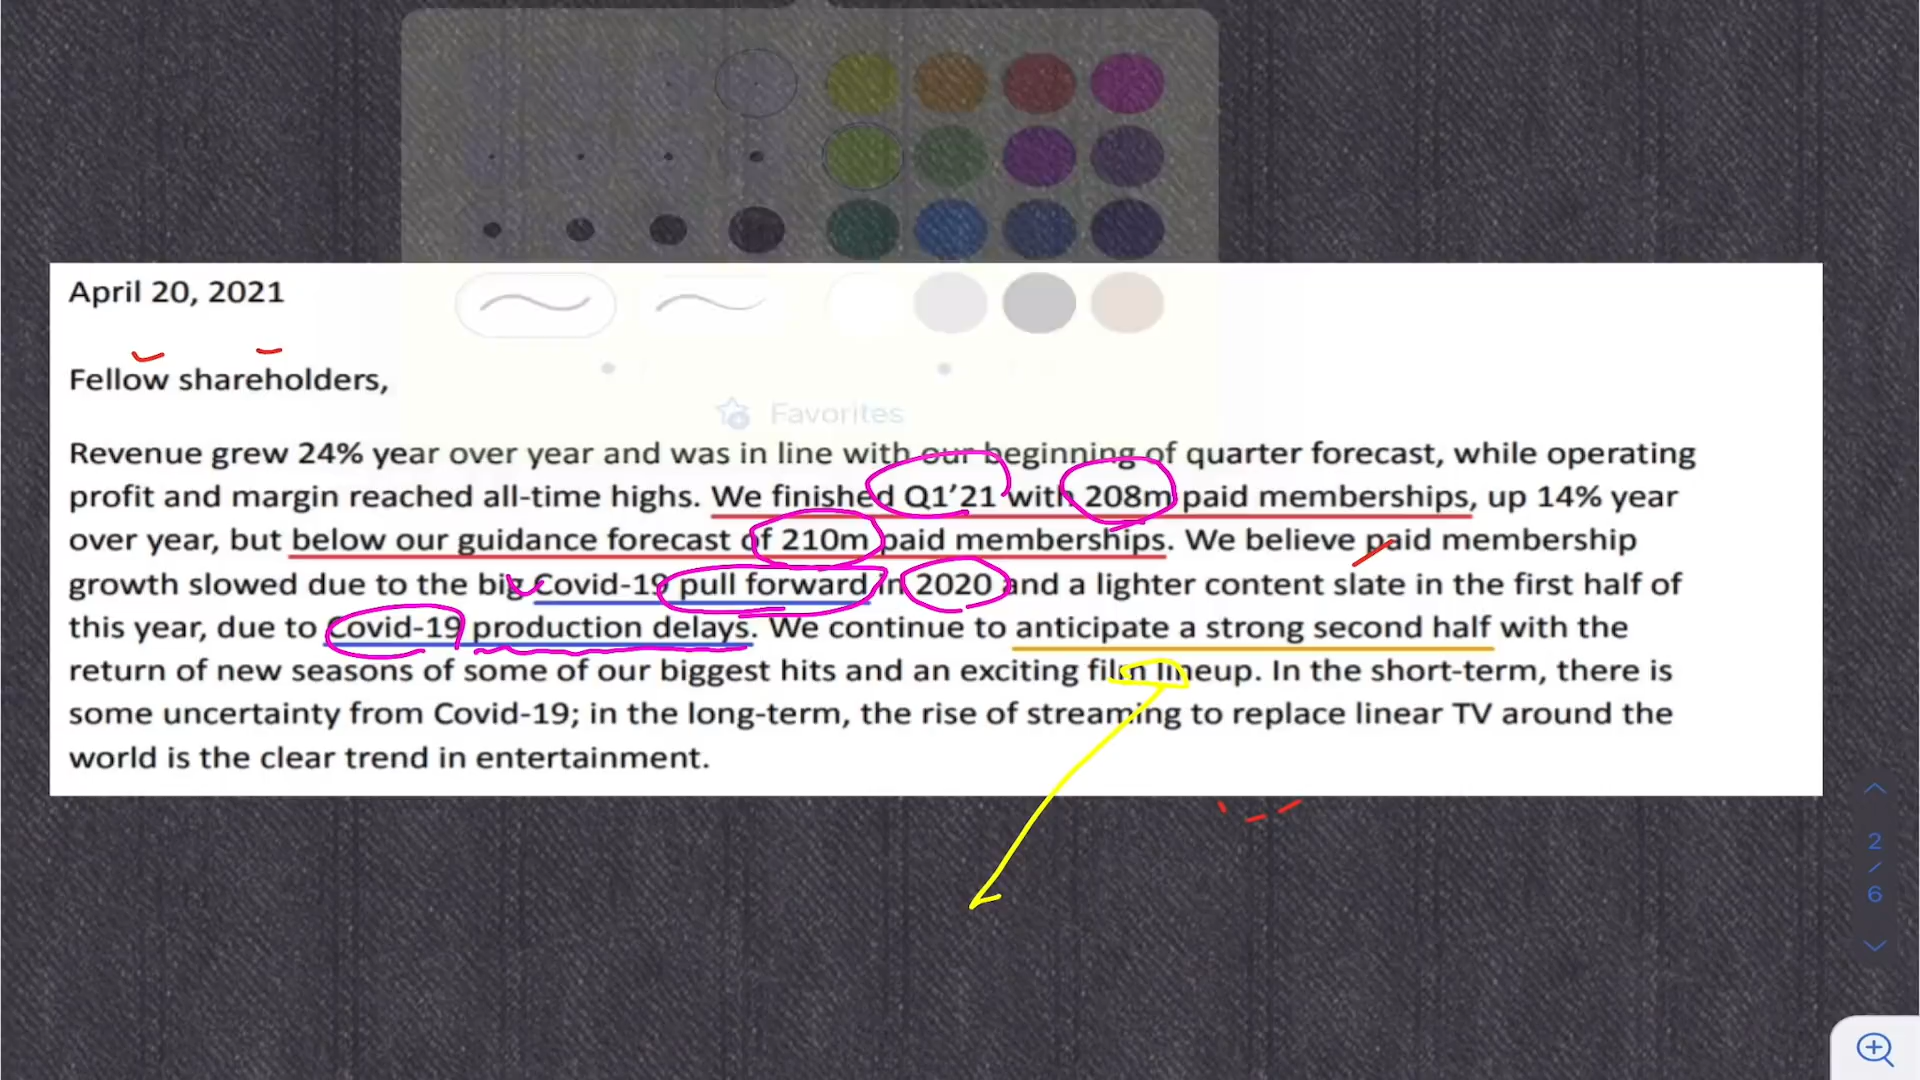 April 20, 2021
Fellow shareholders,
Favorites
Revenue grew 24% year over year and was in line with our beginning of quarter forecast, while operating
profit and margin reached all-time highs. We finished Q1’21 with 208m paid memberships, up 14% year
over year, but below our guidance forecast of 210m paid memberships. We believe paid membership
growth slowed due to the big Covid-19 pull forward in 2020 and a lighter content slate in the first half of
this year, due to Covid-19 production delays. We continue to anticipate a strong second half with the
return of new seasons of some of our biggest hits and an exciting film lineup. In the short-term, there is
some uncertainty from Covid-19; in the long-term, the rise of streaming to replace linear TV around the
world is the clear trend in entertainment.
2
/
6